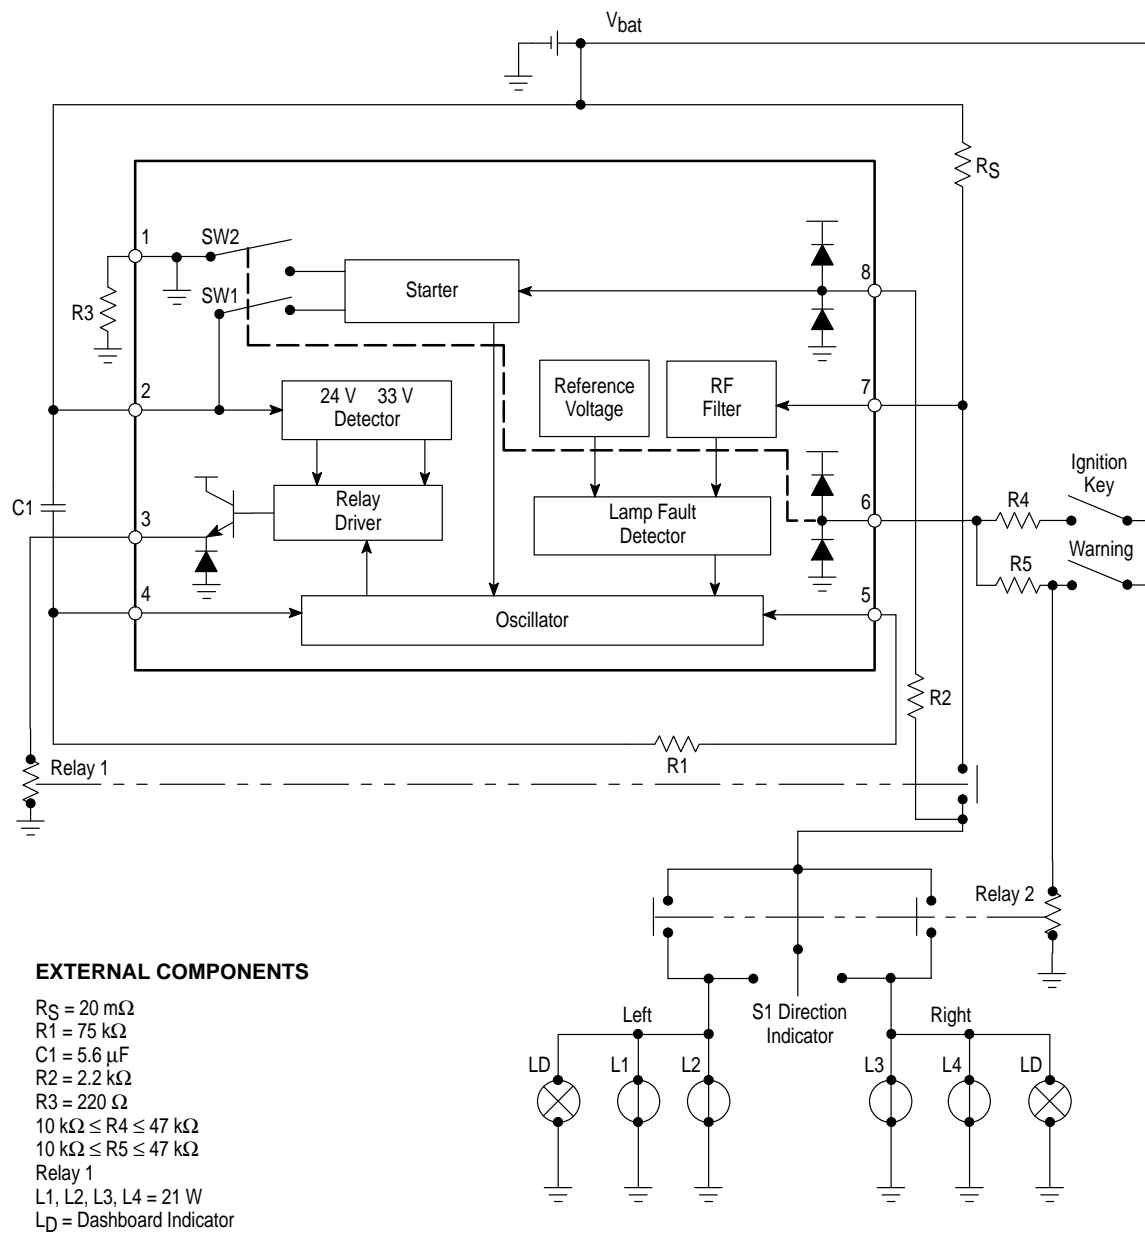 Vbat
RS
1
SW2
Starter
8
SW1
R3
2
24 V 33 V
Detector
Reference
Voltage
RF
Filter
7
Ignition
Key
C1
3
Relay
Driver
Lamp Fault
Detector
6
R4
Warning
R5
4
Oscillator
5
R2
R1
Relay 1
Relay 2
S1 Direction
Indicator
Left
Right
LD
L1
L2
L3
L4
LD
EXTERNAL COMPONENTS
RS = 20 mΩ
R1 = 75 kΩ
C1 = 5.6 µF
R2 = 2.2 kΩ
R3 = 220 Ω
10 kΩ ≤ R4 ≤ 47 kΩ
10 kΩ ≤ R5 ≤ 47 kΩ
Relay 1
L1, L2, L3, L4 = 21 W
LD = Dashboard Indicator